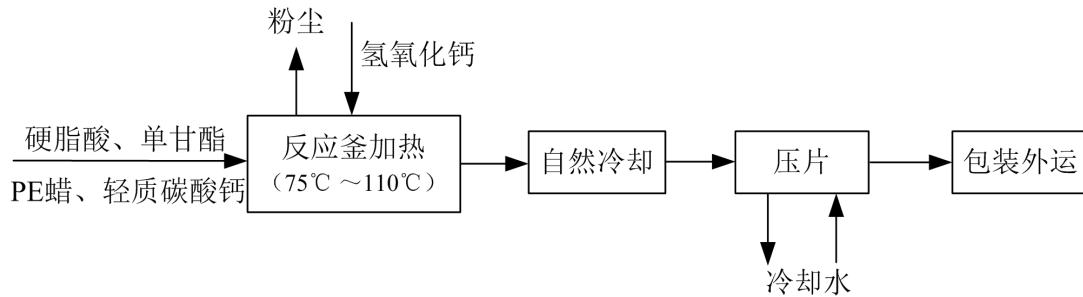 粉尘
氢氧化钙
硬脂酸、单甘酯
PE蜡、轻质碳酸钙
反应釜加热
（75℃ ~110℃）
自然冷却
压片
包装外运
冷却水